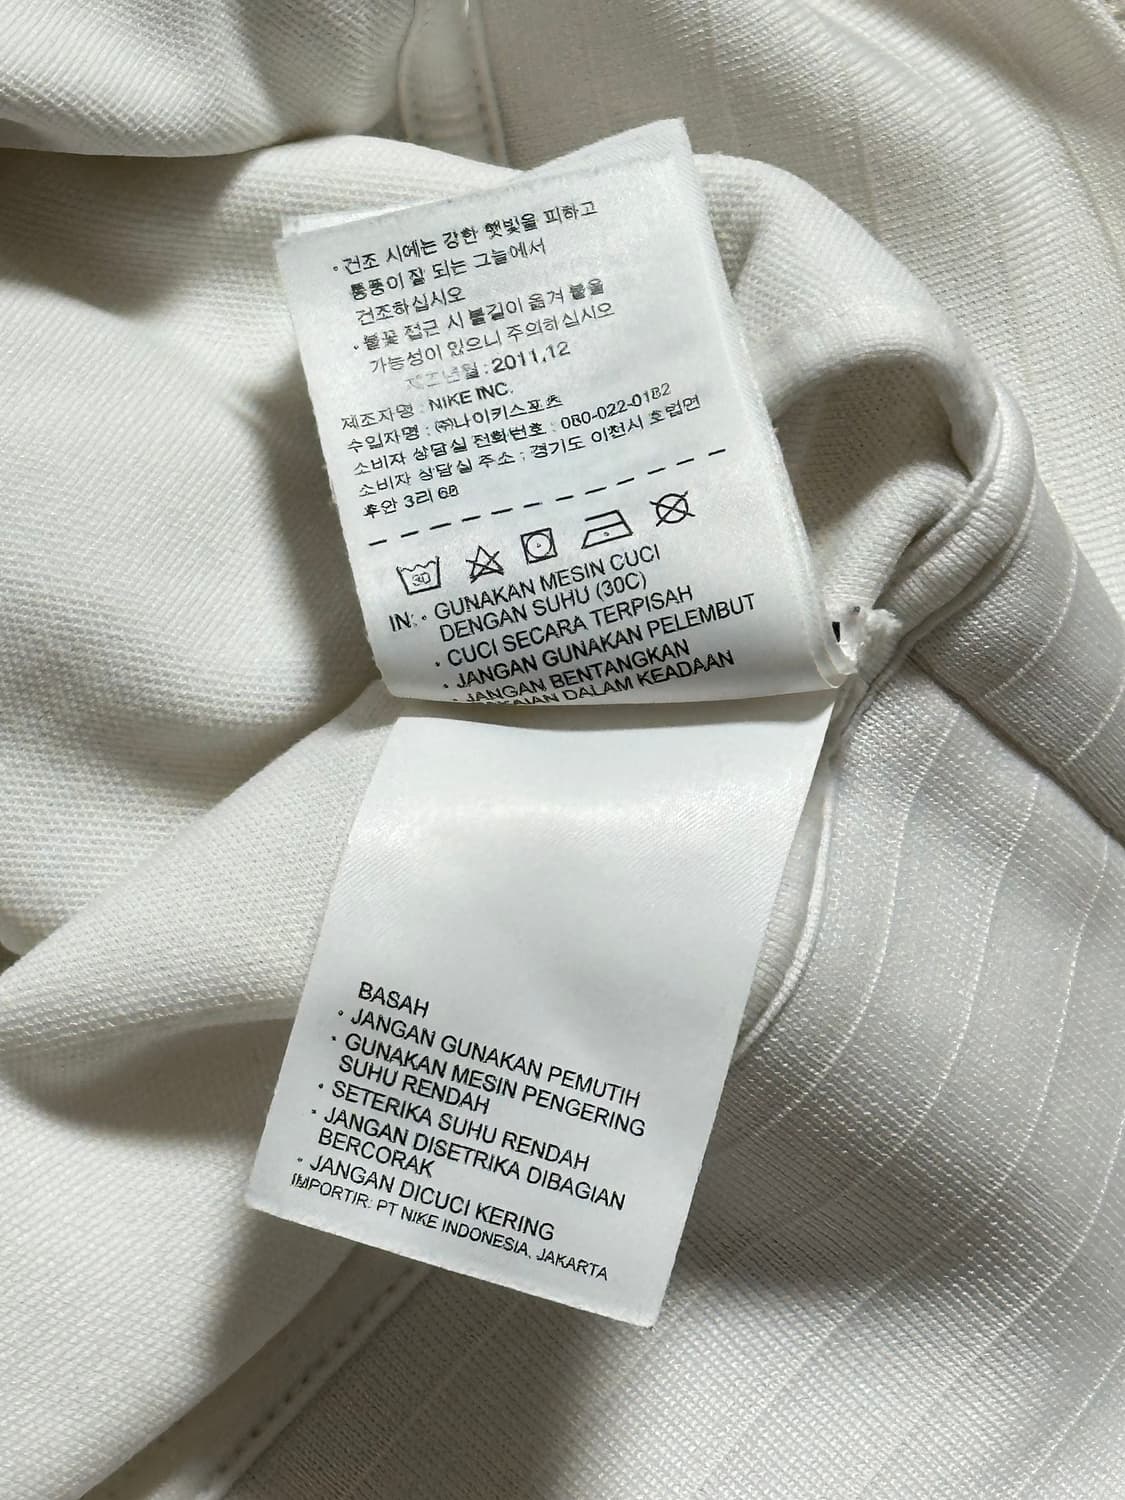 • 건조 시에는 강한 햇빛을 피하고
통풍이 잘 되는 그늘에서
건조하십시오
• 불꽃 접근 시 불길이 옮겨 붙을
가능성이 있으니 주의하십시오
제조년월 : 2011.12
제조자명 : NIKE INC.
수입자명 : (주)나이키스포츠
소비자 상담실 전화번호 : 080-022-0182
소비자 상담실 주소 : 경기도 이천시 호법면
후안 3리 68
30
IN: • GUNAKAN MESIN CUCI
DENGAN SUHU (30C)
• CUCI SECARA TERPISAH
• JANGAN GUNAKAN PELEMBUT
• JANGAN BENTANGKAN
DALAM KEADAAN
BASAH
• JANGAN GUNAKAN PEMUTIH
• GUNAKAN MESIN PENGERING
SUHU RENDAH
• SETERIKA SUHU RENDAH
• JANGAN DISETRIKA DIBAGIAN
BERCORAK
• JANGAN DICUCI KERING
IMPORTIR: PT NIKE INDONESIA, JAKARTA